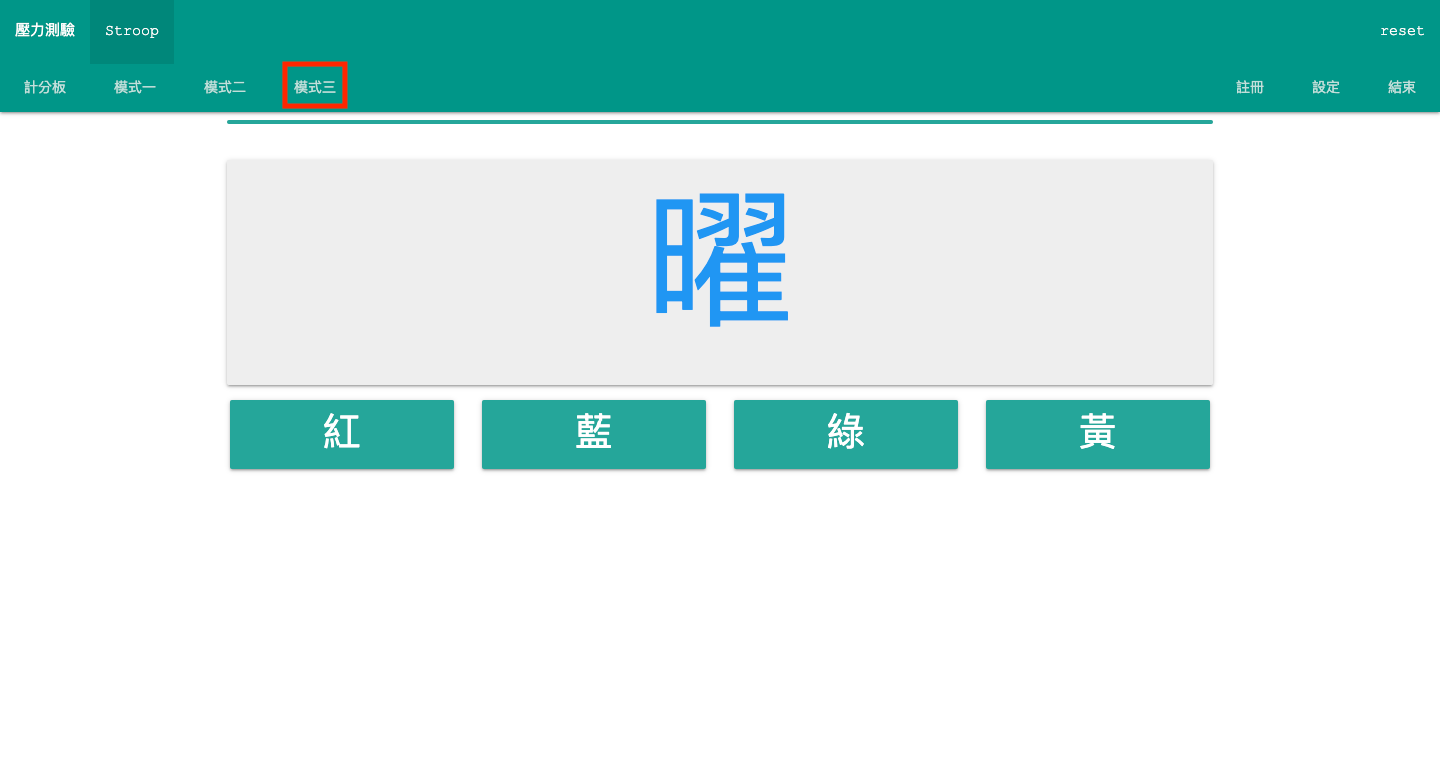 壓力測驗 Stroop reset
計分板 模式一 模式二 模式三 註冊 設定 結束
曜
紅 藍 綠 黃